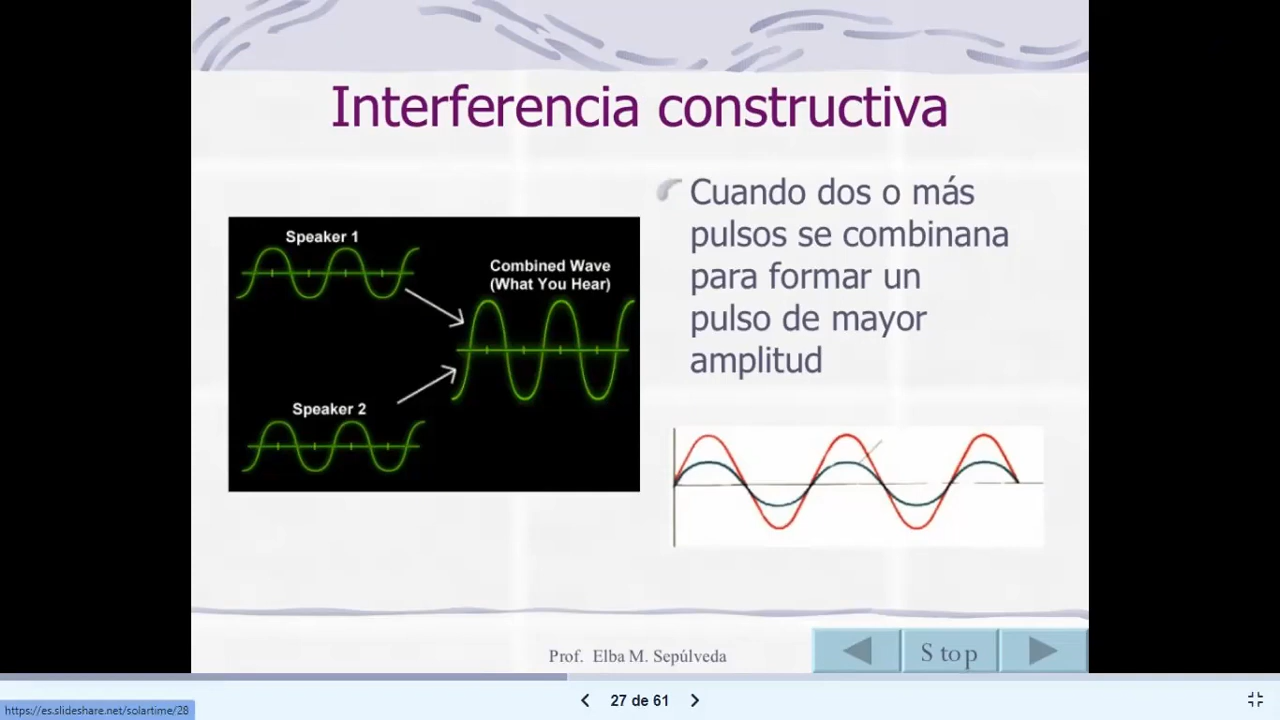 Interferencia constructiva
Cuando dos o más
pulsos se combinana
para formar un
pulso de mayor
amplitud
Speaker 1
Combined Wave
(What You Hear)
Speaker 2
Prof. Elba M. Sepúlveda
Stop
27 de 61
https://es.slideshare.net/solartime/28